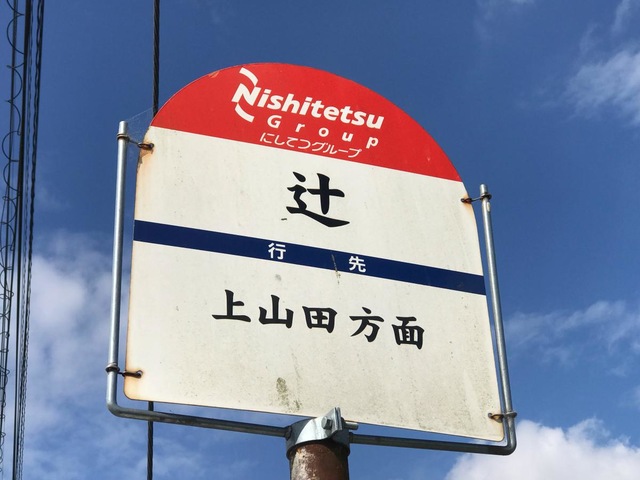 Nishitetsu
Group
にしてつグループ
辻
行先
上山田方面